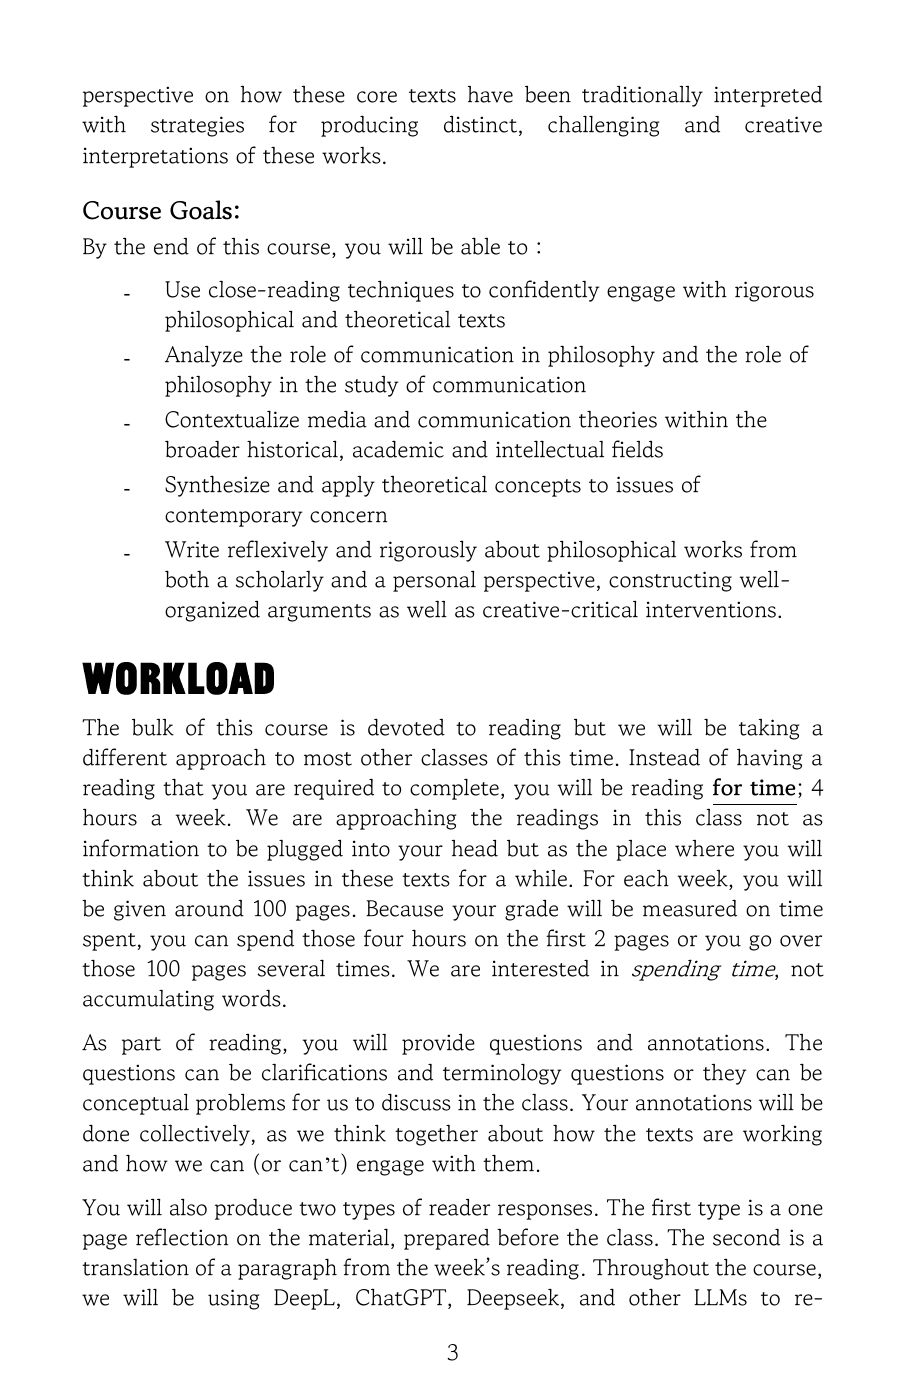 perspective on how these core texts have been traditionally interpreted
with strategies for producing distinct, challenging and creative
interpretations of these works.
Course Goals:
By the end of this course, you will be able to :
- Use close-reading techniques to confidently engage with rigorous
philosophical and theoretical texts
- Analyze the role of communication in philosophy and the role of
philosophy in the study of communication
- Contextualize media and communication theories within the
broader historical, academic and intellectual fields
- Synthesize and apply theoretical concepts to issues of
contemporary concern
- Write reflexively and rigorously about philosophical works from
both a scholarly and a personal perspective, constructing well-
organized arguments as well as creative-critical interventions.
WORKLOAD
The bulk of this course is devoted to reading but we will be taking a
different approach to most other classes of this time. Instead of having a
reading that you are required to complete, you will be reading for time; 4
hours a week. We are approaching the readings in this class not as
information to be plugged into your head but as the place where you will
think about the issues in these texts for a while. For each week, you will
be given around 100 pages. Because your grade will be measured on time
spent, you can spend those four hours on the first 2 pages or you go over
those 100 pages several times. We are interested in spending time, not
accumulating words.
As part of reading, you will provide questions and annotations. The
questions can be clarifications and terminology questions or they can be
conceptual problems for us to discuss in the class. Your annotations will be
done collectively, as we think together about how the texts are working
and how we can (or can't) engage with them.
You will also produce two types of reader responses. The first type is a one
page reflection on the material, prepared before the class. The second is a
translation of a paragraph from the week's reading. Throughout the course,
we will be using DeepL, ChatGPT, Deepseek, and other LLMs to re-
3